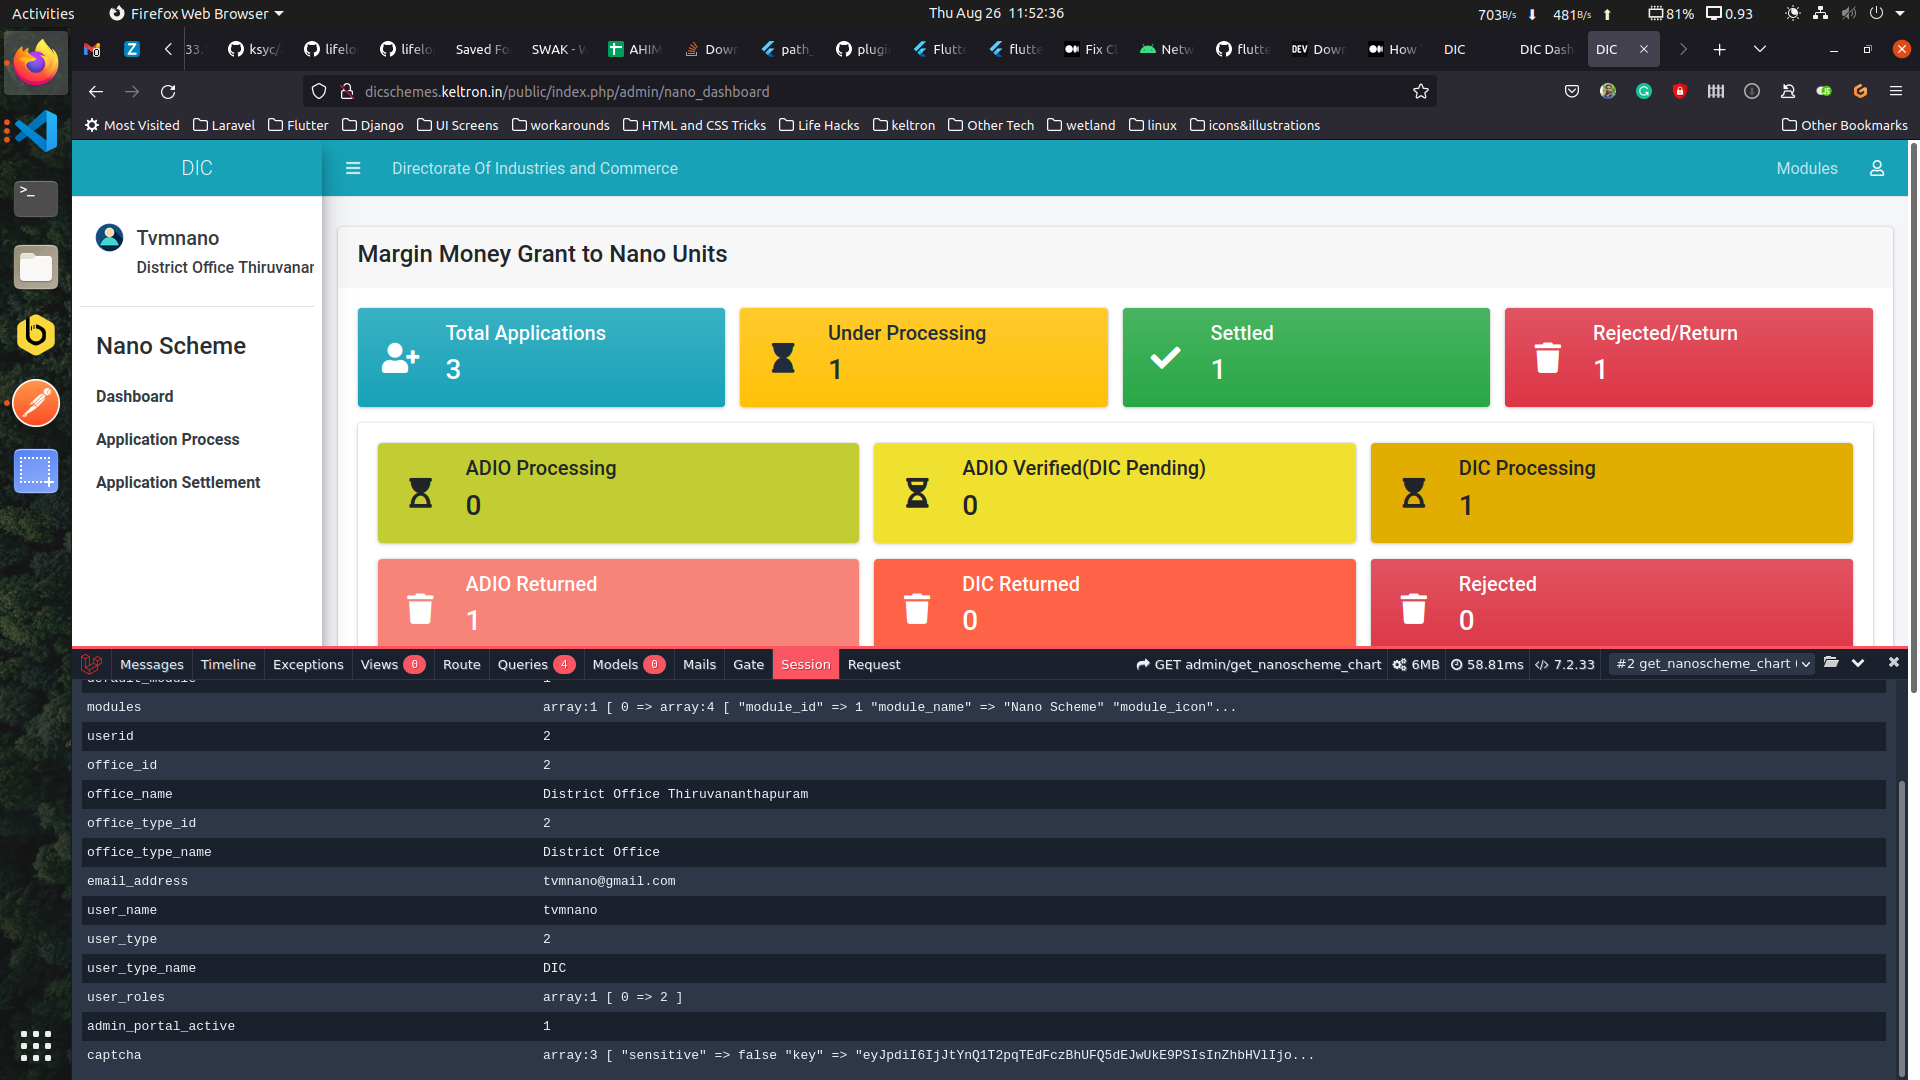 Activities
Firefox Web Browser
Thu Aug 26 11:52:36
703B/s
481B/s
81%
0.93
33.
ksyc/
lifelo
lifelo
Saved Fo
SWAK - W
AHIM
Down
path_
plugi
Flutt
flutte
Fix C
Netw
flutte
DEV Down
How
DIC
DIC Dash
DIC
dicschemes.keltron.in/public/index.php/admin/nano_dashboard
Most Visited
Laravel
Flutter
Django
UI Screens
workarounds
HTML and CSS Tricks
Life Hacks
keltron
Other Tech
wetland
linux
icons&illustrations
Other Bookmarks
DIC
Directorate Of Industries and Commerce
Modules
Tvmnano
District Office Thiruvanan
Nano Scheme
Dashboard
Application Process
Application Settlement
Margin Money Grant to Nano Units
Total Applications
3
Under Processing
1
Settled
1
Rejected/Return
1
ADIO Processing
0
ADIO Verified(DIC Pending)
0
DIC Processing
1
ADIO Returned
1
DIC Returned
0
Rejected
0
Messages
Timeline
Exceptions
Views 0
Route
Queries 4
Models 0
Mails
Gate
Session
Request
GET admin/get_nanoscheme_chart
6MB
58.81ms
7.2.33
#2 get_nanoscheme_chart (
default_module 1
modules array:1 [ 0 => array:4 [ "module_id" => 1 "module_name" => "Nano Scheme" "module_icon"...
userid 2
office_id 2
office_name District Office Thiruvananthapuram
office_type_id 2
office_type_name District Office
email_address tvmnano@gmail.com
user_name tvmnano
user_type 2
user_type_name DIC
user_roles array:1 [ 0 => 2 ]
admin_portal_active 1
captcha array:3 [ "sensitive" => false "key" => "eyJpdiI6IjJtYnQ1T2pqTEdFczBhUFQ5dEJwUkE9PSIsInZhbHVlIjo...